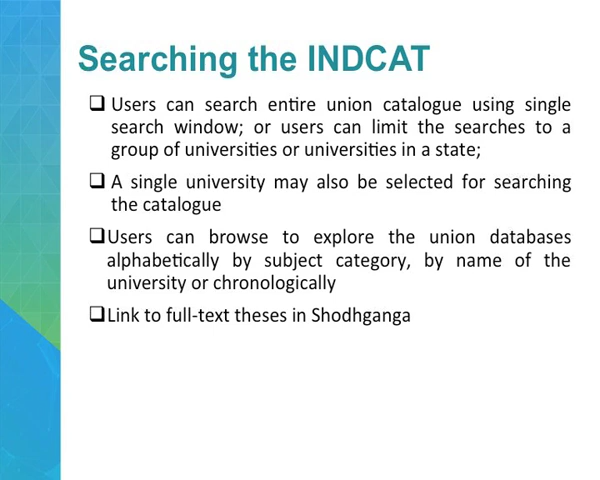 Searching the INDCAT
❑ Users can search entire union catalogue using single
search window; or users can limit the searches to a
group of universities or universities in a state;
❑ A single university may also be selected for searching
the catalogue
❑Users can browse to explore the union databases
alphabetically by subject category, by name of the
university or chronologically
❑Link to full-text theses in Shodhganga